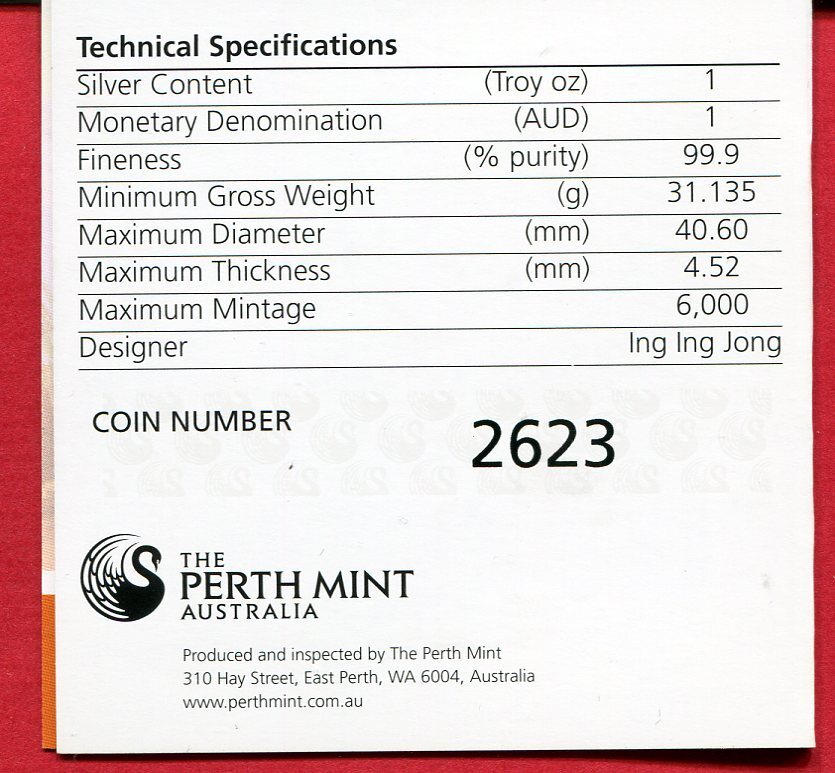 Technical Specifications
Silver Content (Troy oz) 1
Monetary Denomination (AUD) 1
Fineness (% purity) 99.9
Minimum Gross Weight (g) 31.135
Maximum Diameter (mm) 40.60
Maximum Thickness (mm) 4.52
Maximum Mintage 6,000
Designer Ing Ing Jong
COIN NUMBER 2623
THE
PERTH MINT
AUSTRALIA
Produced and inspected by The Perth Mint
310 Hay Street, East Perth, WA 6004, Australia
www.perthmint.com.au